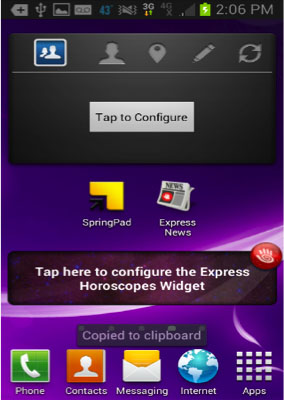 43° 3G 4G 2:06 PM
Tap to Configure
SpringPad Express
News
NEWS
Tap here to configure the Express
Horoscopes Widget
Copied to clipboard
Phone Contacts Messaging Internet Apps